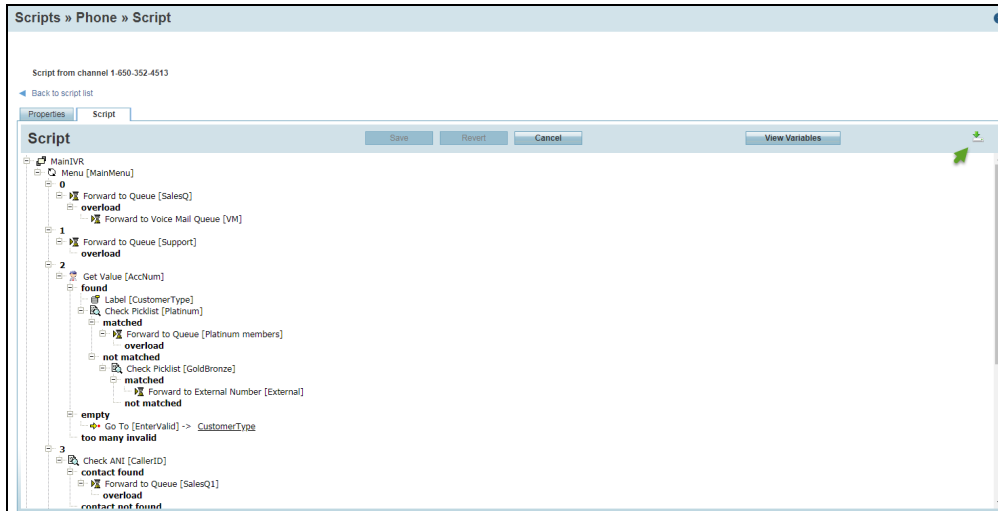 Scripts » Phone » Script
Script from channel 1-650-352-4513
Back to script list
Properties Script
Script Save Revert Cancel View Variables
MainIVR
Menu [MainMenu]
0
Forward to Queue [SalesQ]
overload
Forward to Voice Mail Queue [VM]
1
Forward to Queue [Support]
overload
2
Get Value [AccNum]
found
Label [CustomerType]
Check Picklist [Platinum]
matched
Forward to Queue [Platinum members]
overload
not matched
Check Picklist [GoldBronze]
matched
Forward to External Number [External]
not matched
empty
Go To [EnterValid] -> CustomerType
too many invalid
3
Check ANI [CallerID]
contact found
Forward to Queue [SalesQ1]
overload
contact not found